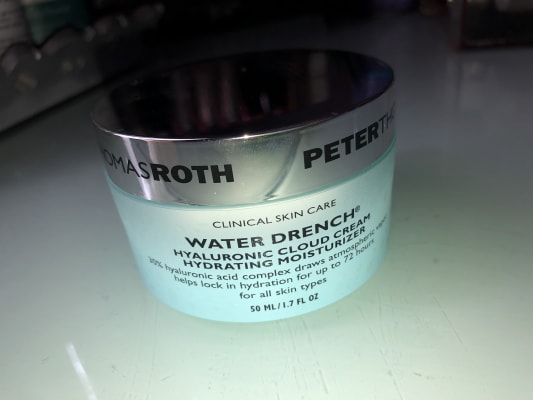 OMASROTH PETERTH
CLINICAL SKIN CARE
WATER DRENCH®
HYALURONIC CLOUD CREAM
HYDRATING MOISTURIZER
30% hyaluronic acid complex draws atmospheric vapor
helps lock in hydration for up to 72 hours
for all skin types
50 ML/1.7 FL OZ